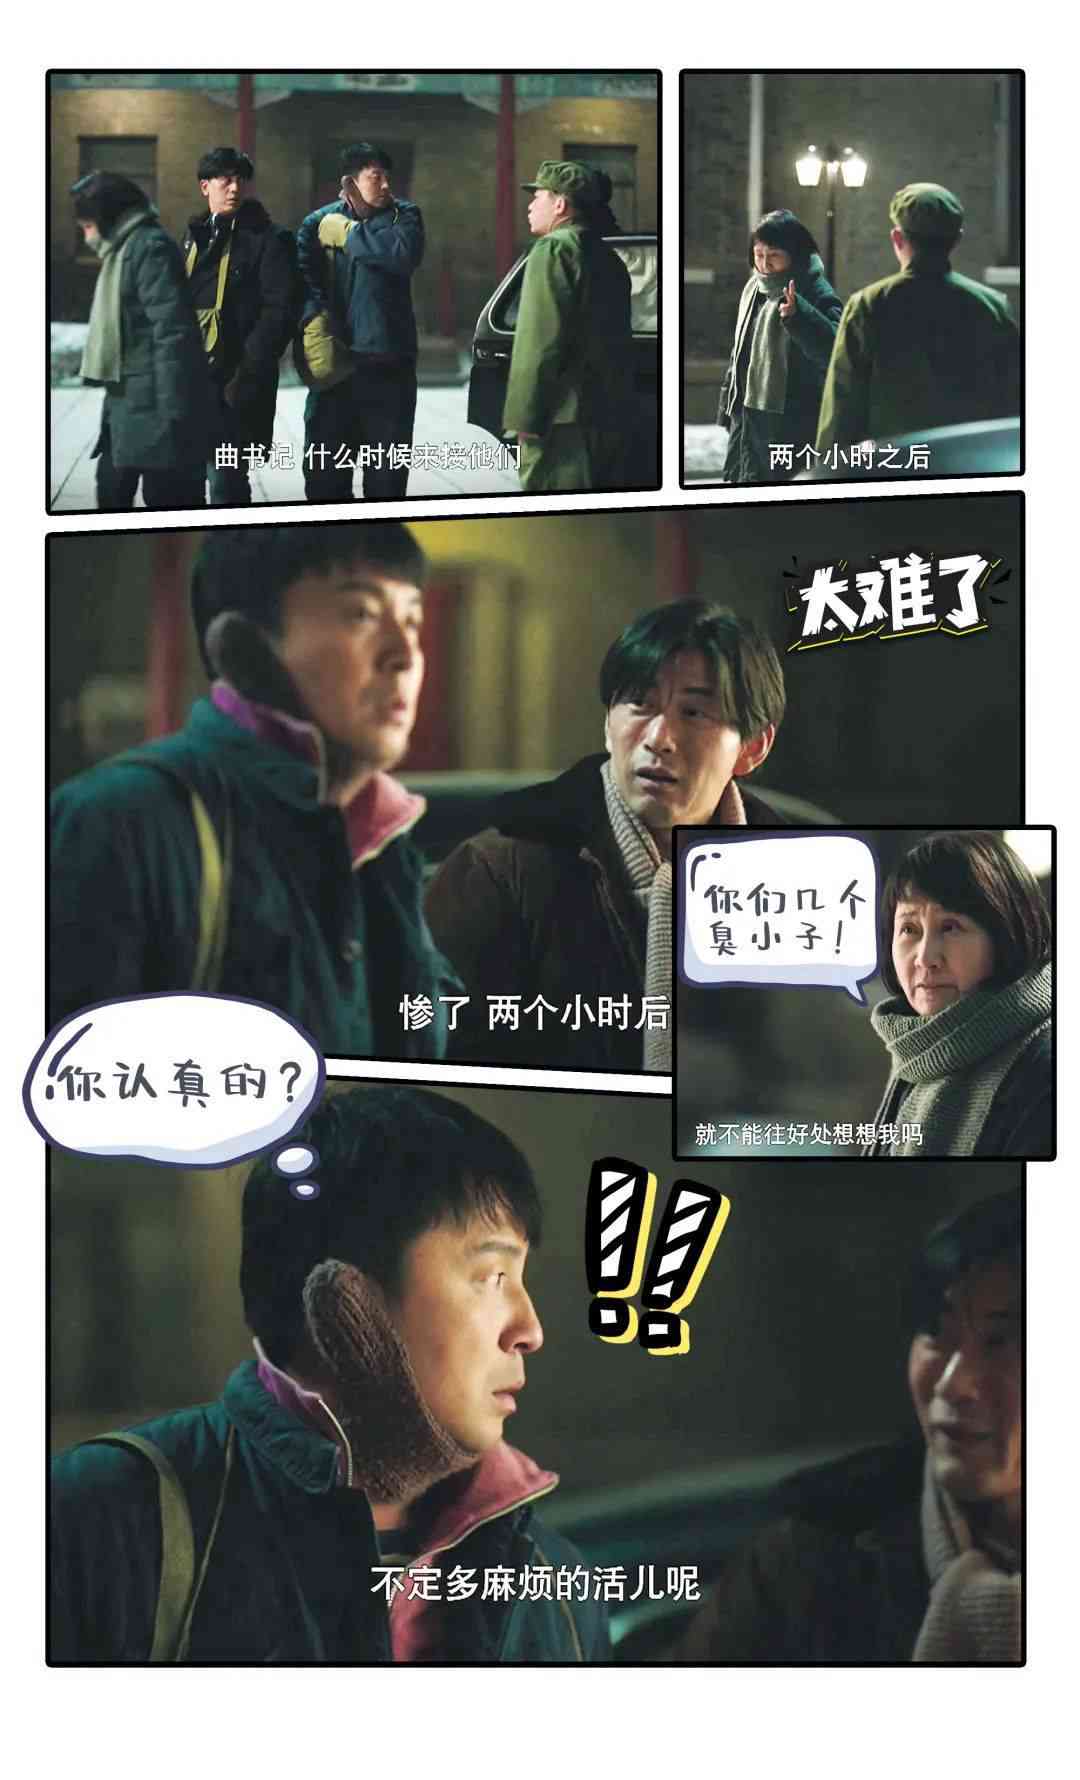 曲书记 什么时候来接他们
两个小时之后
太难了
惨了 两个小时后
你们几个
臭小子!
就不能往好处想想我吗
你认真的?
!!
不定多麻烦的活儿呢